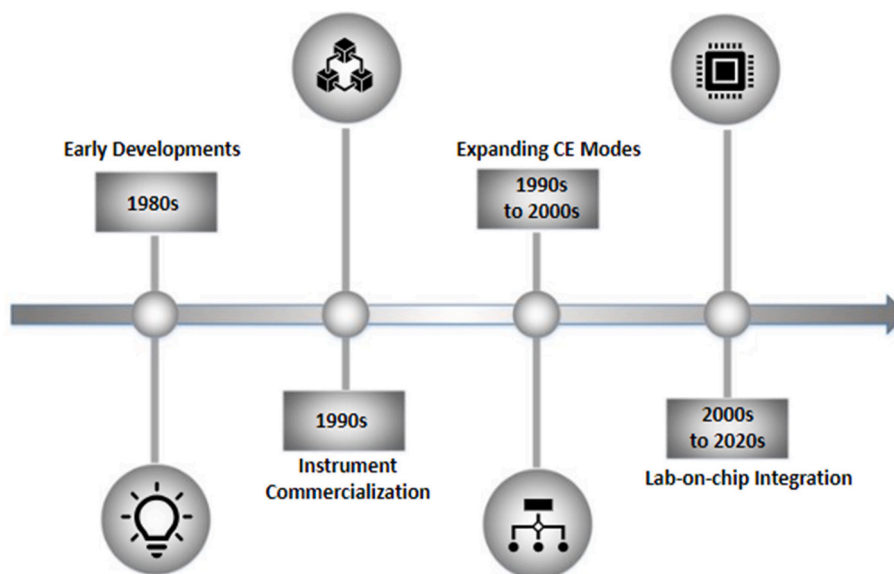 Early Developments
1980s
1990s
Instrument
Commercialization
Expanding CE Modes
1990s
to 2000s
2000s
to 2020s
Lab-on-chip Integration